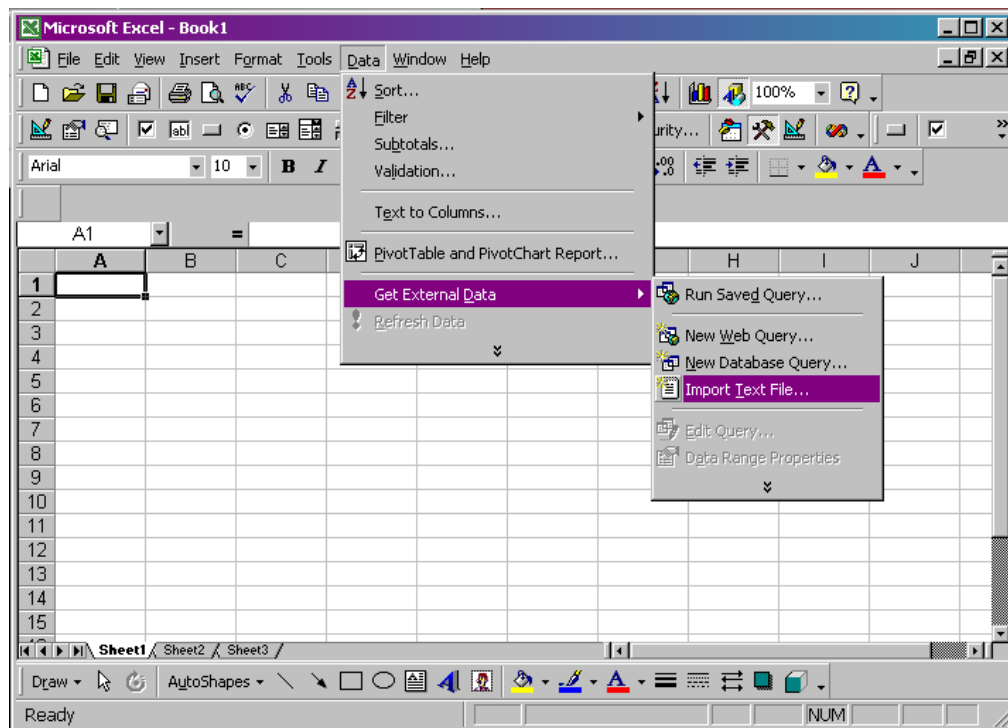 Microsoft Excel - Book1
File Edit View Insert Format Tools Data Window Help
100%
Arial 10 B I A
A1 =
A B C H I J
Sort...
Filter
Subtotals...
Validation...
Text to Columns...
PivotTable and PivotChart Report...
Get External Data
Refresh Data
Run Saved Query...
New Web Query...
New Database Query...
Import Text File...
Edit Query...
Data Range Properties
1
2
3
4
5
6
7
8
9
10
11
12
13
14
15
Sheet1 Sheet2 Sheet3
Draw AutoShapes A
Ready NUM